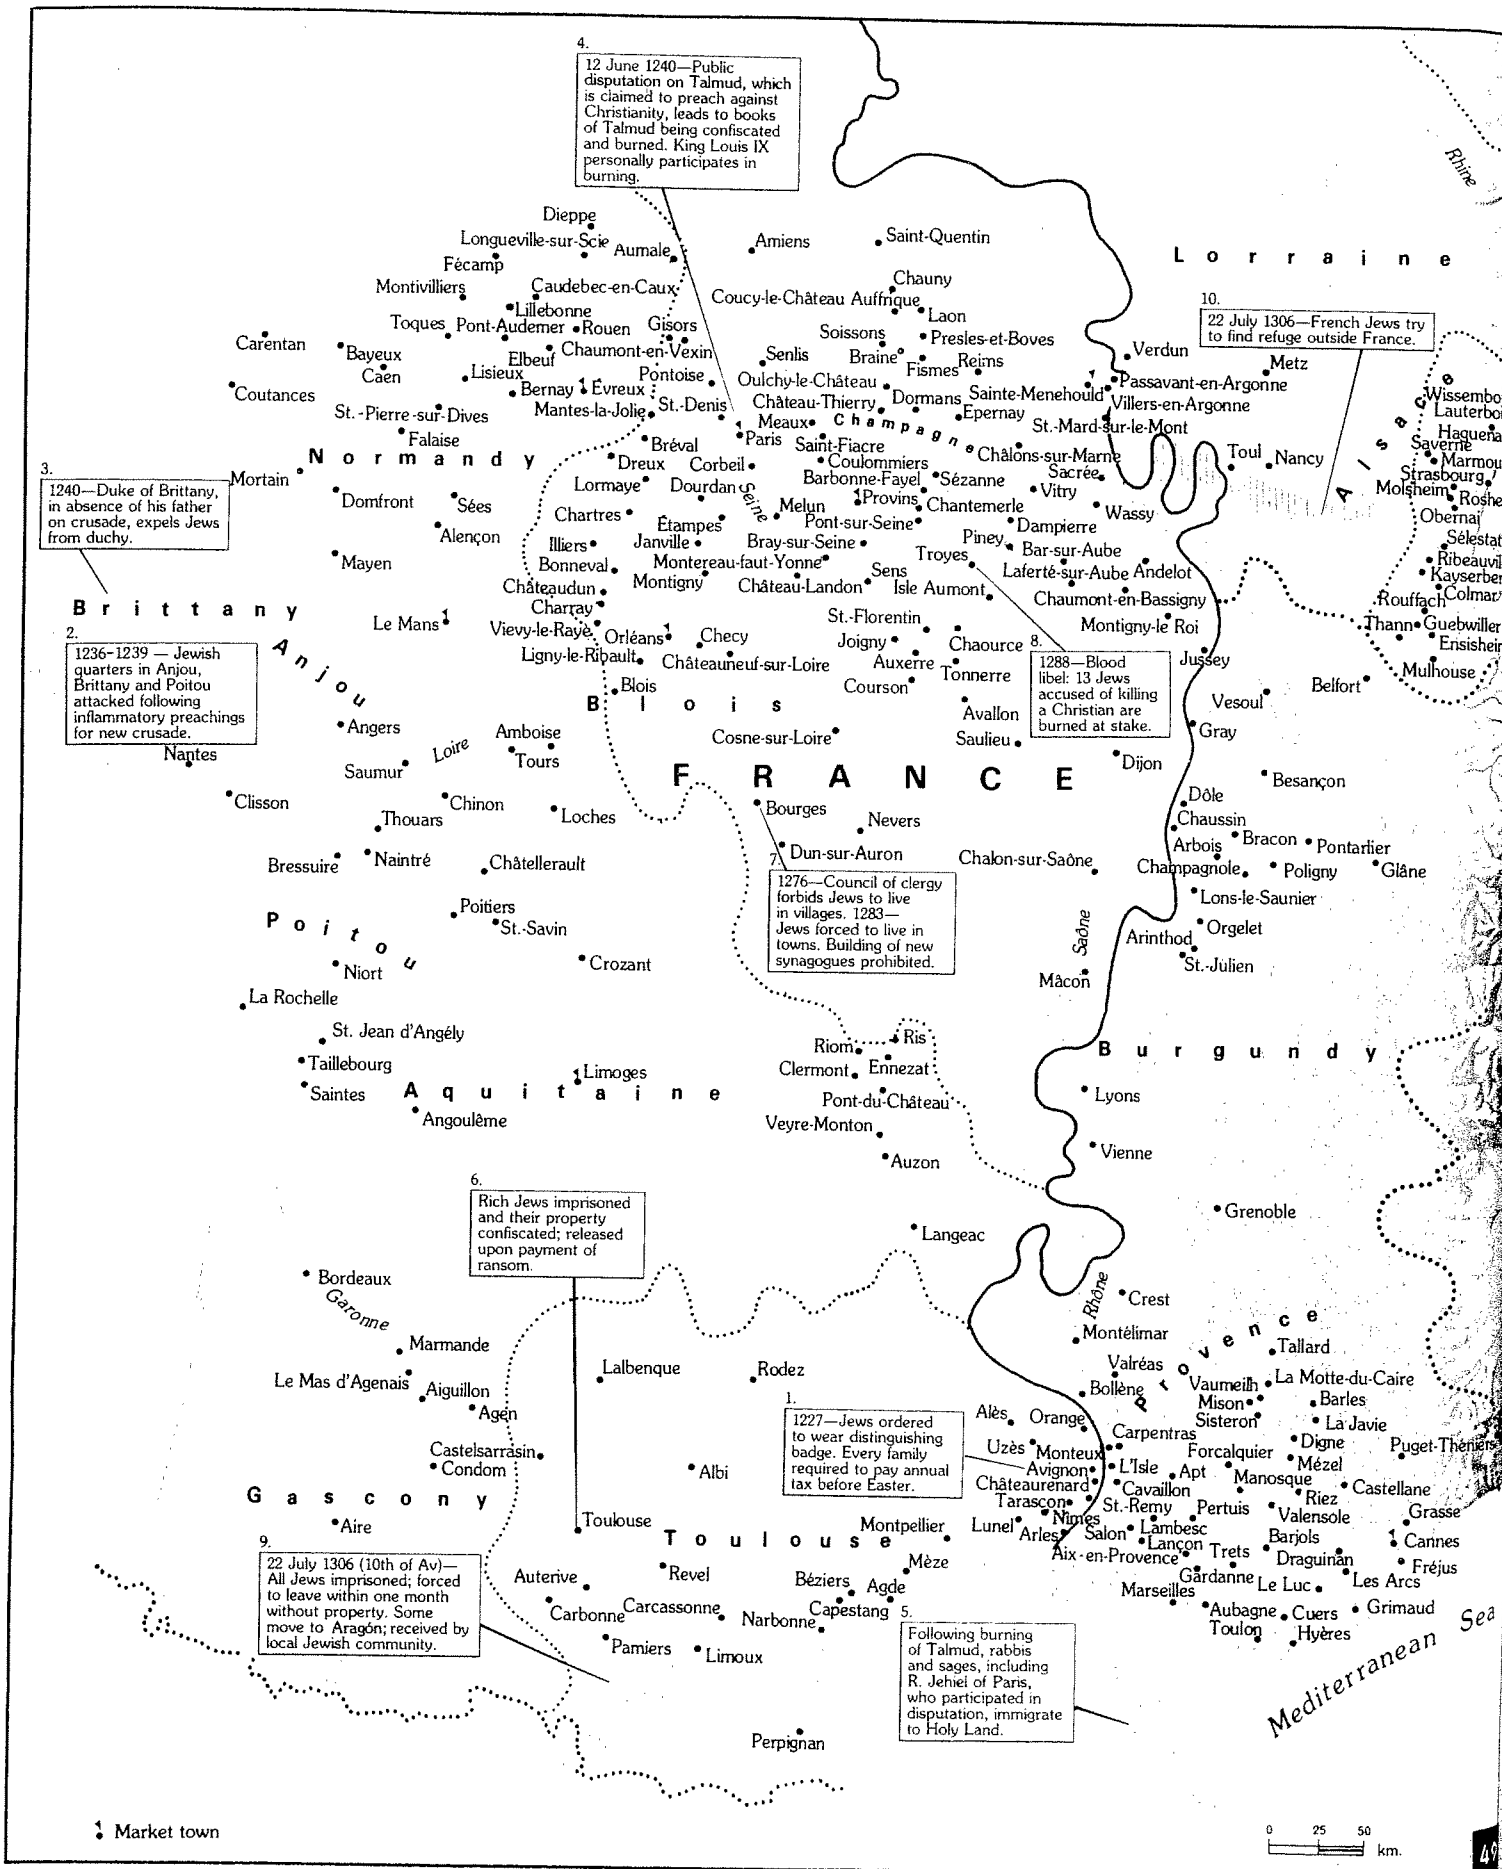 4.
12 June 1240—Public
disputation on Talmud, which
is claimed to preach against
Christianity, leads to books
of Talmud being confiscated
and burned. King Louis IX
personally participates in
burning.
Rhine
Dieppe
Longueville-sur-Scie
Aumale
Amiens
Saint-Quentin
Fécamp
Lorraine
Montivilliers
Caudebec-en-Caux
Chauny
Coucy-le-Château Auffrique
Lillebonne
Laon
10.
22 July 1306—French Jews try
to find refuge outside France.
Toques
Pont-Audemer
Rouen
Gisors
Soissons
Presles-et-Boves
Carentan
Bayeux
Elbeuf
Chaumont-en-Vexin
Senlis
Braine
Fismes
Reims
Verdun
Metz
Caen
Lisieux
Pontoise
Oulchy-le-Château
Sainte-Menehould
Passavant-en-Argonne
Coutances
Bernay
Évreux
Mantes-la-Jolie
St.-Denis
Château-Thierry
Dormans
Epernay
Villers-en-Argonne
Wissembo
Lauterbo
St.-Pierre-sur-Dives
Meaux
Champagne
St.-Mard-sur-le-Mont
Alsace
Haguena
Falaise
Bréval
Paris
Saint-Fiacre
Châlons-sur-Marne
Toul
Nancy
Saverne
Marmou
Normandy
Dreux
Corbeil
Coulommiers
Sacrée
Strasbourg
3.
1240—Duke of Brittany,
in absence of his father
on crusade, expels Jews
from duchy.
Mortain
Domfront
Sées
Lormaye
Dourdan
Seine
Barbonne-Fayel
Sézanne
Vitry
Molsheim
Roshe
Melun
Provins
Chantemerle
Wassy
Obernai
Chartres
Étampes
Pont-sur-Seine
Dampierre
Alençon
Illiers
Janville
Bray-sur-Seine
Piney
Bar-sur-Aube
Sélestat
Mayen
Bonneval
Montereau-faut-Yonne
Troyes
Laferté-sur-Aube
Andelot
Ribeauvil
Kayserber
Châteaudun
Montigny
Château-Landon
Sens
Isle Aumont
Chaumont-en-Bassigny
Colmar
Rouffach
Brittany
Charray
Le Mans
Vievy-le-Raye
Orléans
Checy
St.-Florentin
Montigny-le Roi
Thann
Guebwiller
2.
1236-1239 — Jewish
quarters in Anjou,
Brittany and Poitou
attacked following
inflammatory preachings
for new crusade.
Anjou
Ligny-le-Ribault
Châteauneuf-sur-Loire
Joigny
Chaource
Ensisheim
Auxerre
Tonnerre
8.
1288—Blood
libel: 13 Jews
accused of killing
a Christian are
burned at stake.
Jussey
Mulhouse
Blois
Courson
Vesoul
Belfort
Blois
Avallon
Angers
Loire
Amboise
Cosne-sur-Loire
Saulieu
Gray
Nantes
Saumur
Tours
FRANCE
Dijon
Besançon
Clisson
Chinon
Loches
Bourges
Dôle
Thouars
Nevers
Chaussin
Bressuire
Naintré
Châtellerault
Dun-sur-Auron
Chalon-sur-Saône
Arbois
Bracon
Pontarlier
Champagnole
Poligny
Glâne
7.
1276—Council of clergy
forbids Jews to live
in villages. 1283—
Jews forced to live in
towns. Building of new
synagogues prohibited.
Poitiers
Lons-le-Saunier
Poitou
St.-Savin
Saône
Arinthod
Orgelet
Niort
Crozant
Mâcon
St.-Julien
La Rochelle
St. Jean d'Angély
Riom
Ris
Burgundy
Taillebourg
Limoges
Clermont
Ennezat
Saintes
Aquitaine
Pont-du-Château
Lyons
Angoulême
Veyre-Monton
Auzon
Vienne
6.
Rich Jews imprisoned
and their property
confiscated; released
upon payment of
ransom.
Langeac
Grenoble
Bordeaux
Garonne
Rhône
Crest
Marmande
Montélimar
Provence
Tallard
Le Mas d'Agenais
Lalbenque
Rodez
Valréas
Vaumeilh
La Motte-du-Caire
Aiguillon
Bollène
Mison
Barles
Agen
1.
1227—Jews ordered
to wear distinguishing
badge. Every family
required to pay annual
tax before Easter.
Alès
Orange
Sisteron
La Javie
Castelsarrasin
Uzès
Monteux
Carpentras
Forcalquier
Digne
Puget-Théniers
Condom
Albi
Avignon
L'Isle
Apt
Manosque
Mézel
Châteaurenard
Cavaillon
Riez
Castellane
Gascony
Tarascon
St.-Remy
Pertuis
Valensole
Grasse
Aire
Toulouse
Toulouse
Montpellier
Lunel
Nîmes
Arles
Salon
Lambesc
Barjols
Cannes
9.
22 July 1306 (10th of Av)—
All Jews imprisoned; forced
to leave within one month
without property. Some
move to Aragón; received by
local Jewish community.
Lançon
Aix-en-Provence
Trets
Draguinan
Fréjus
Auterive
Revel
Mèze
Gardanne
Les Arcs
Béziers
Agde
Marseilles
Le Luc
Carbonne
Carcassonne
Capestang
Aubagne
Cuers
Grimaud
Narbonne
Toulon
Hyères
Pamiers
Limoux
5.
Following burning
of Talmud, rabbis
and sages, including
R. Jehiel of Paris,
who participated in
disputation, immigrate
to Holy Land.
Mediterranean Sea
Perpignan
Market town
0 25 50
km.
49